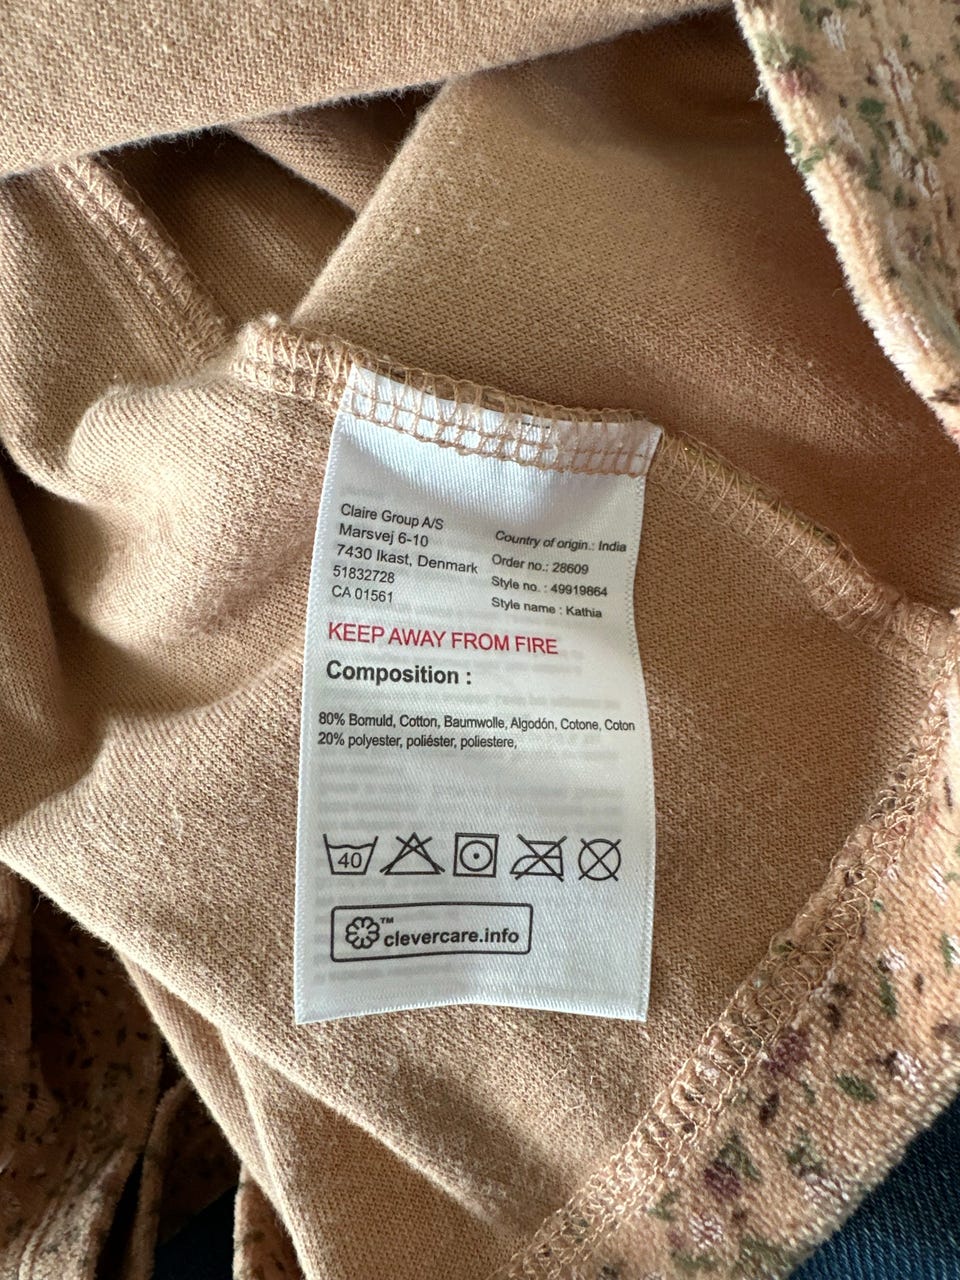 Claire Group A/S
Marsvej 6-10
7430 Ikast, Denmark
51832728
CA 01561
Country of origin.: India
Order no.: 28609
Style no. : 49919864
Style name : Kathia
KEEP AWAY FROM FIRE
Composition :
80% Bomuld, Cotton, Baumwolle, Algodón, Cotone, Coton
20% polyester, poliéster, poliestere,
40
™
clevercare.info